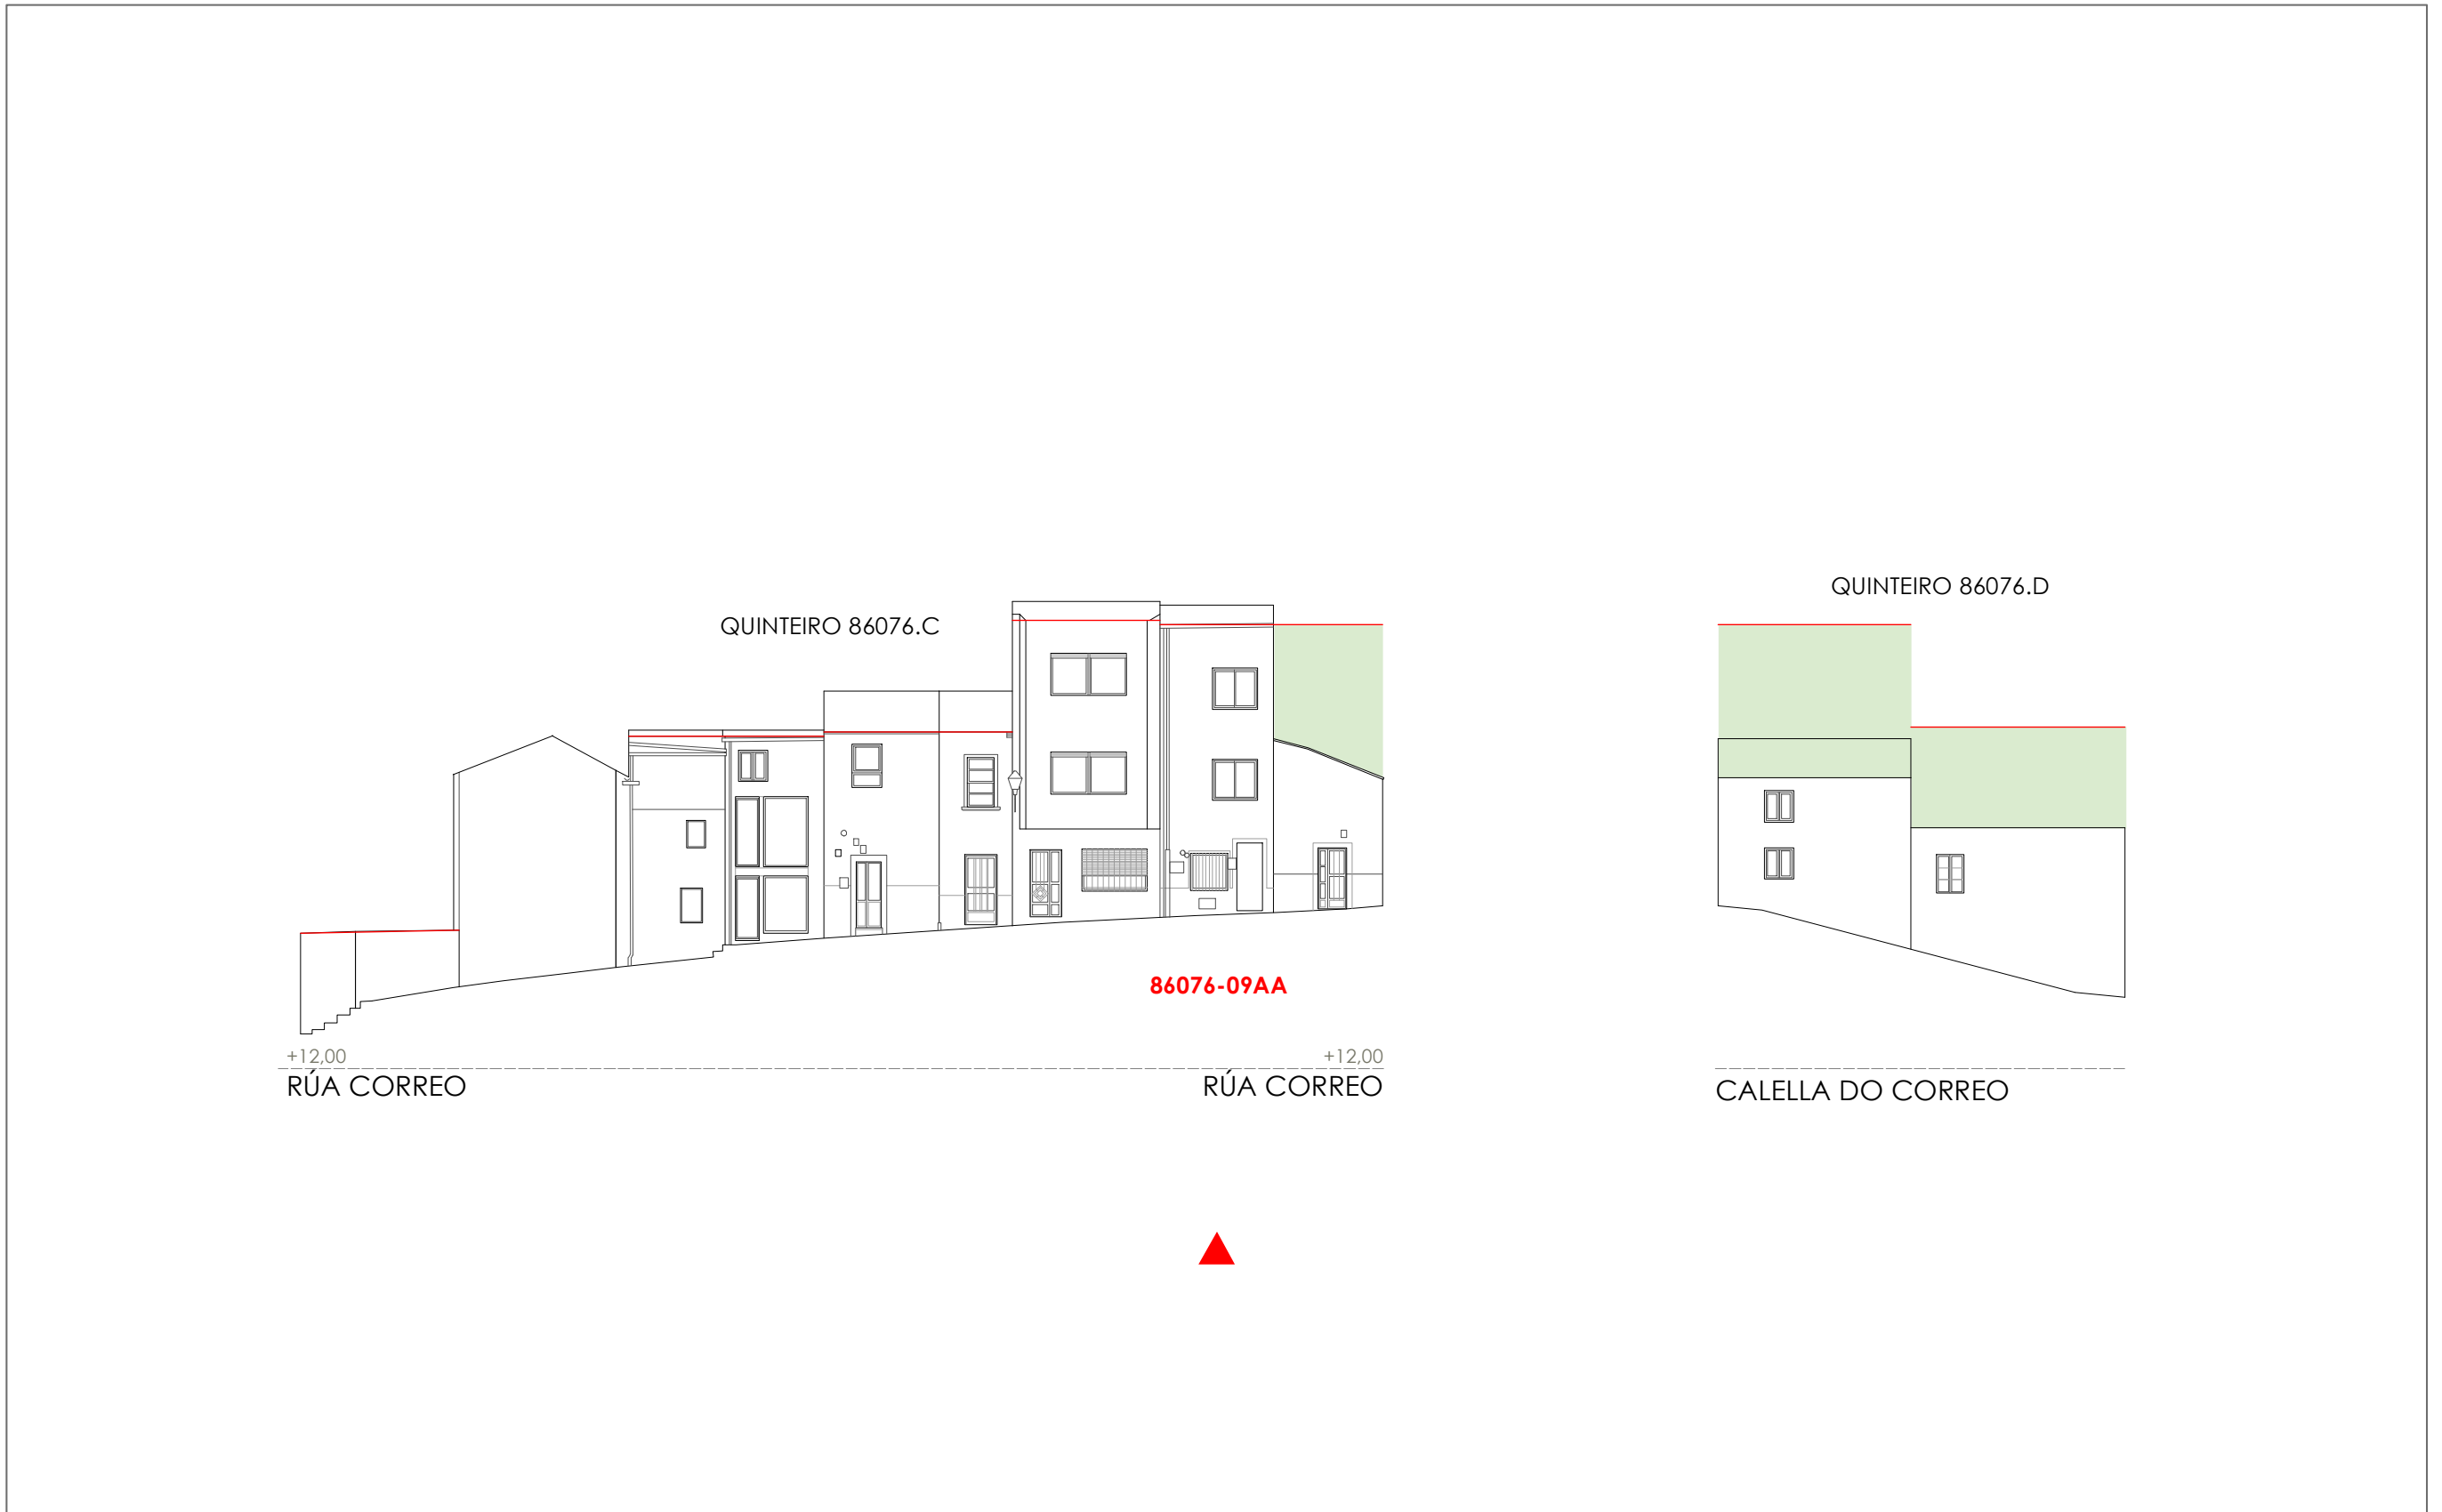 QUINTEIRO 86076.D
QUINTEIRO 86076.C
86076-09AA
+12,00
+12,00
RÚA CORREO
RÚA CORREO
CALELLA DO CORREO